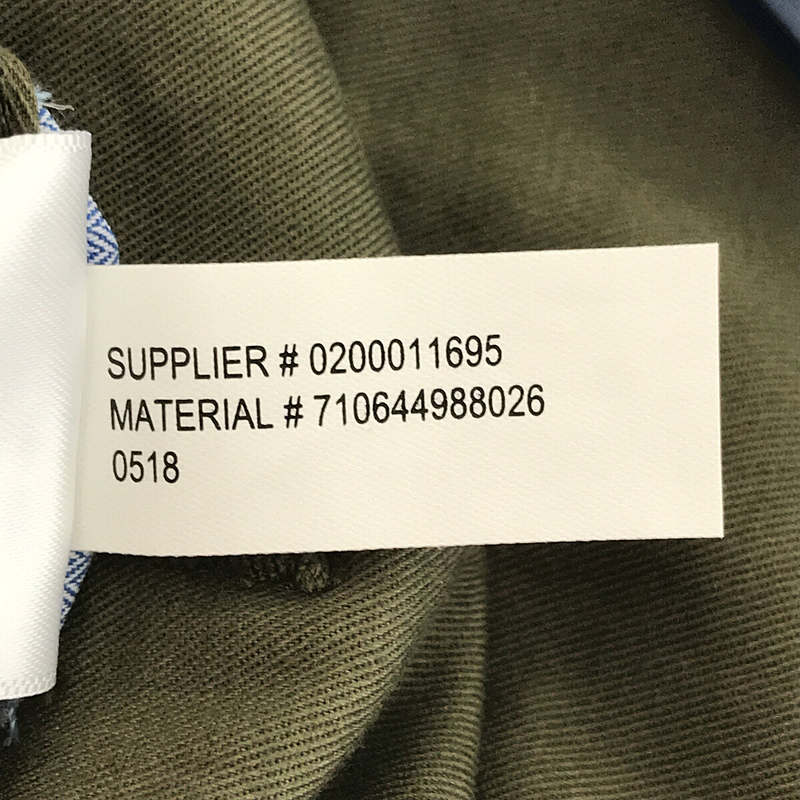 SUPPLIER # 0200011695
MATERIAL # 710644988026
0518